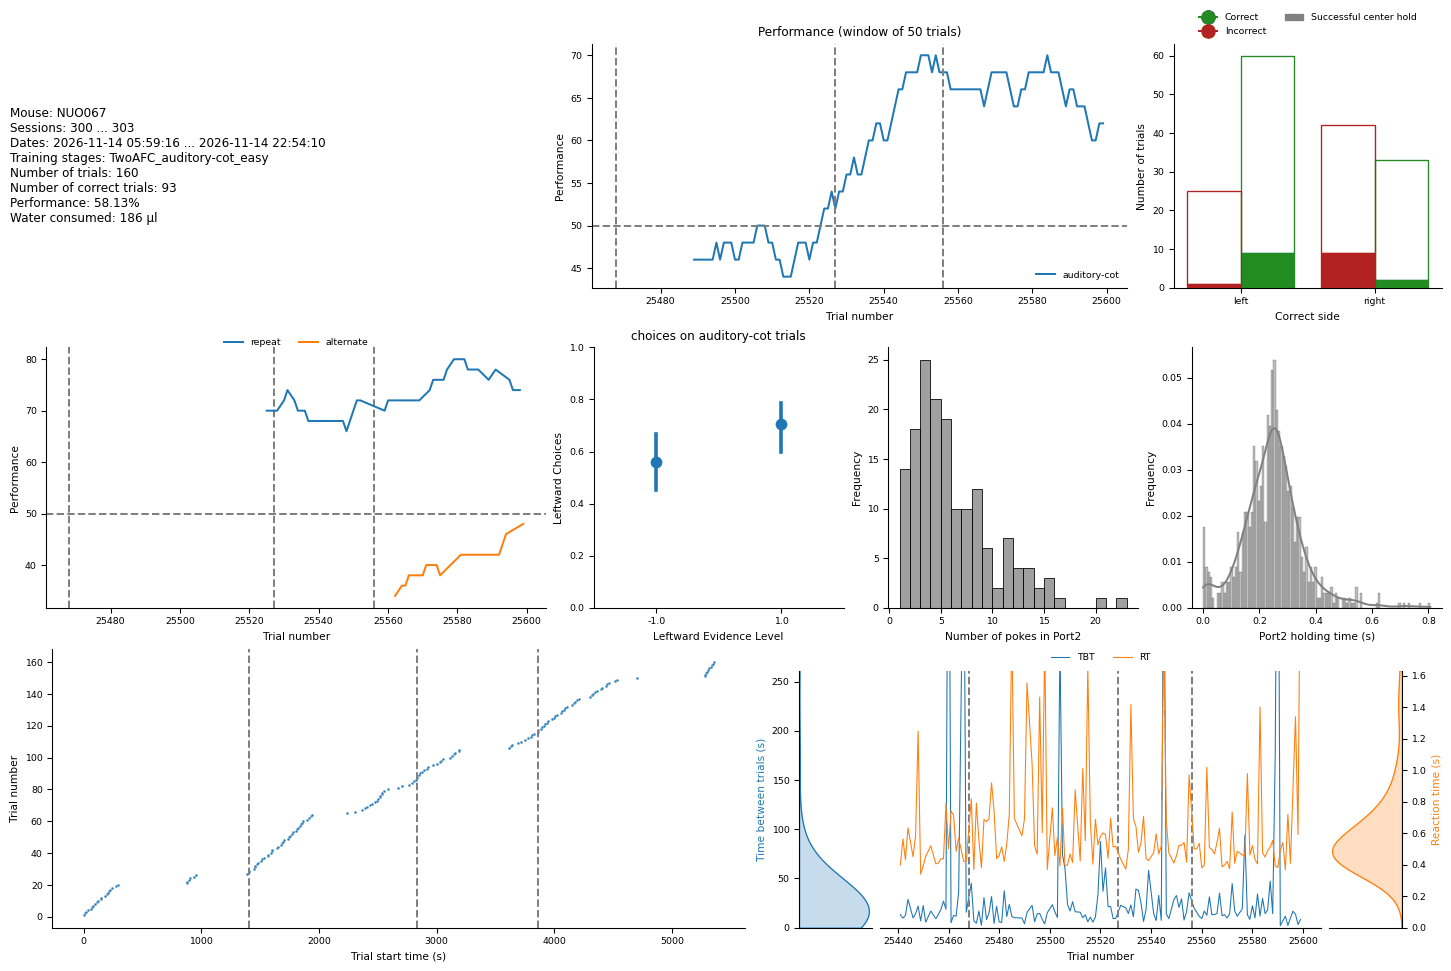 Mouse: NUO067
Sessions: 300 ... 303
Dates: 2026-11-14 05:59:16 ... 2026-11-14 22:54:10
Training stages: TwoAFC_auditory-cot_easy
Number of trials: 160
Number of correct trials: 93
Performance: 58.13%
Water consumed: 186 µl
Performance (window of 50 trials)
Performance
70
65
60
55
50
45
auditory-cot
25480 25500 25520 25540 25560 25580 25600
Trial number
Correct
Incorrect
Successful center hold
Number of trials
60
50
40
30
20
10
0
left right
Correct side
repeat alternate
Performance
80
70
60
50
40
25480 25500 25520 25540 25560 25580 25600
Trial number
choices on auditory-cot trials
Leftward Choices
1.0
0.8
0.6
0.4
0.2
0.0
-1.0 1.0
Leftward Evidence Level
Frequency
25
20
15
10
5
0
0 5 10 15 20
Number of pokes in Port2
Frequency
0.05
0.04
0.03
0.02
0.01
0.00
0.0 0.2 0.4 0.6 0.8
Port2 holding time (s)
Trial number
160
140
120
100
80
60
40
20
0
0 1000 2000 3000 4000 5000
Trial start time (s)
TBT RT
Time between trials (s)
250
200
150
100
50
0
25440 25460 25480 25500 25520 25540 25560 25580 25600
Trial number
1.6
1.4
1.2
1.0
0.8
0.6
0.4
0.2
0.0
Reaction time (s)